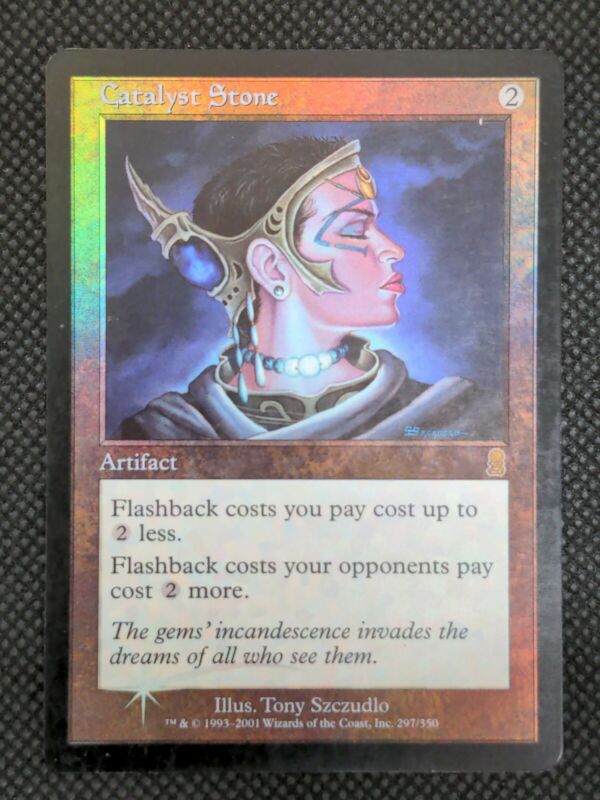 Catalyst Stone 2
Artifact
Flashback costs you pay cost up to
2 less.
Flashback costs your opponents pay
cost 2 more.
The gems' incandescence invades the
dreams of all who see them.
Illus. Tony Szczudlo
™ & © 1993–2001 Wizards of the Coast, Inc. 297/350